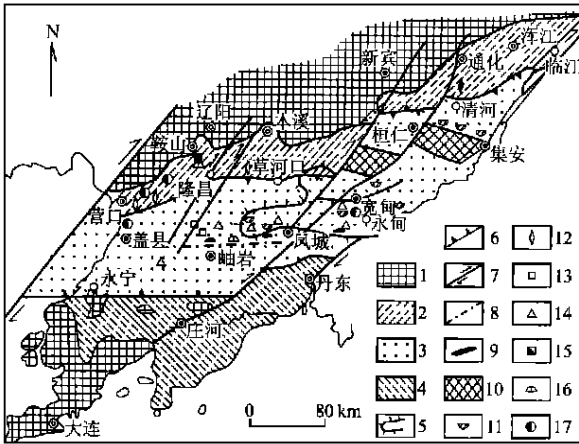 N
浑江
新宾
通化
临江
辽阳
清河
本溪
鞍山
桓仁
集安
草河口
隆昌
营口
宽甸
盖县
永甸
凤城
4
岫岩
永宁
丹东
庄河
大连
0 80 km
1
2
3
4
5
6
7
8
9
10
11
12
13
14
15
16
17